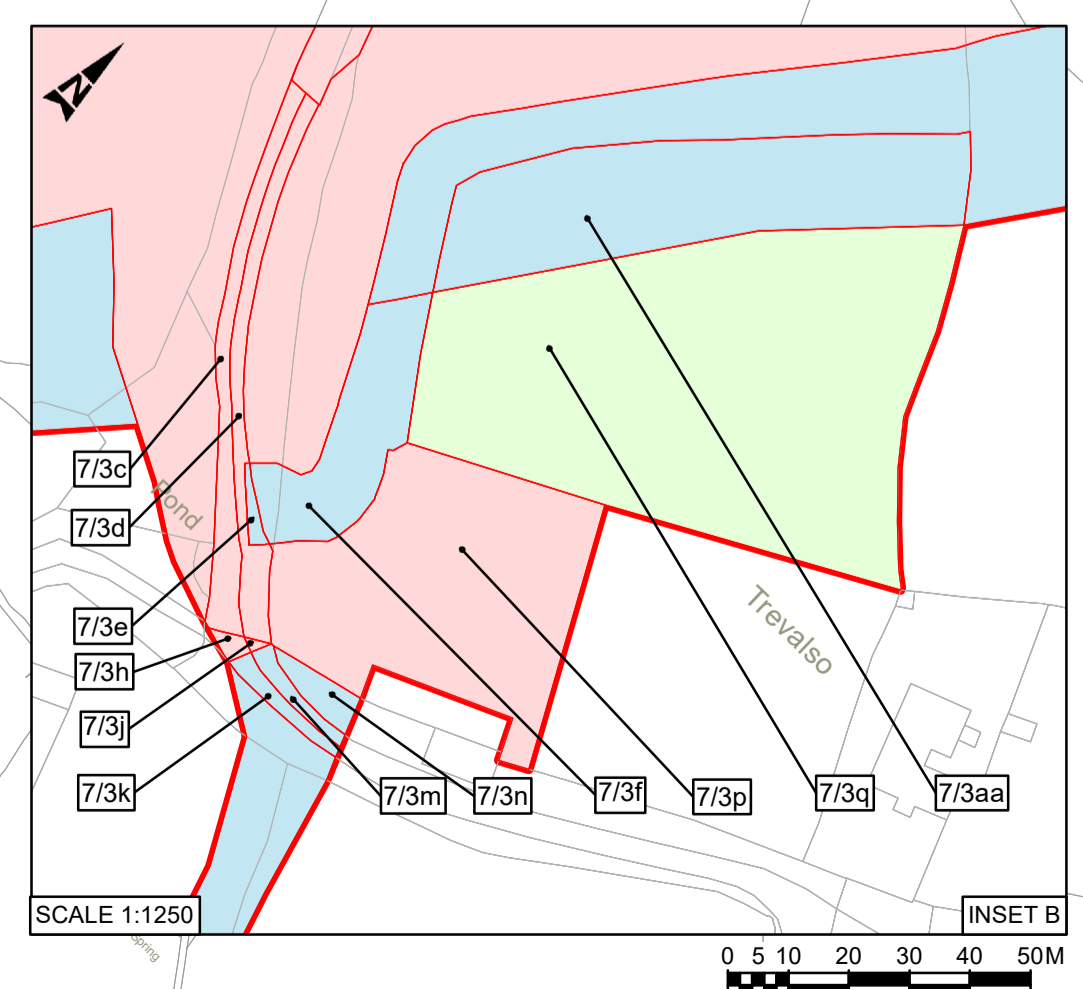 N
7/3c
Pond
7/3d
7/3e
7/3h
7/3j
7/3k
7/3m
7/3n
7/3f
7/3p
7/3q
7/3aa
Trevalso
SCALE 1:1250
INSET B
Spring
0 5 10 20 30 40 50M